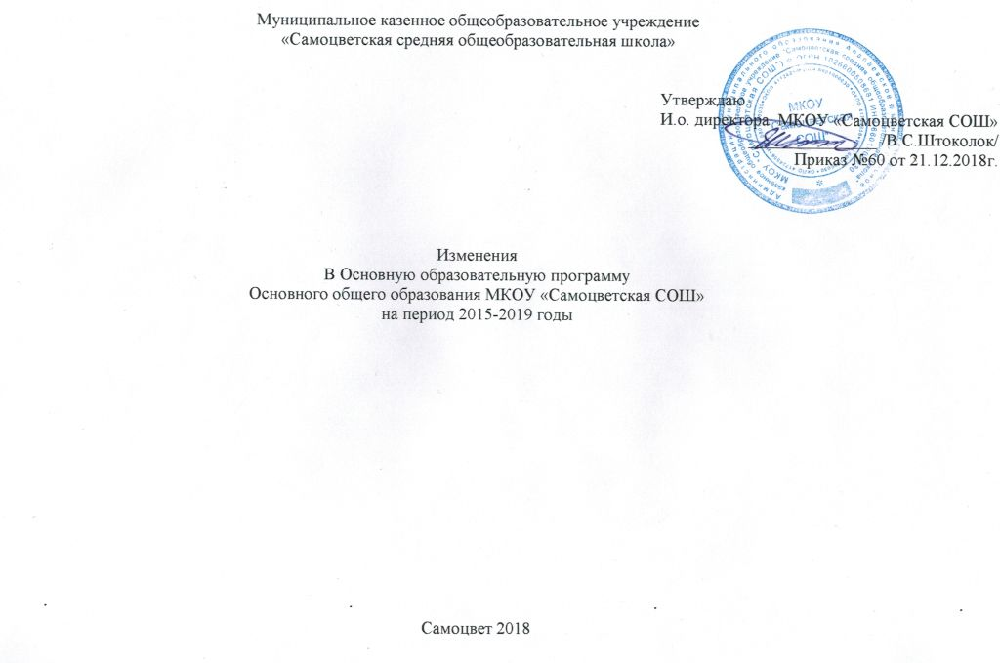 Муниципальное казенное общеобразовательное учреждение
«Самоцветская средняя общеобразовательная школа»
Утверждаю
И.о. директора МКОУ «Самоцветская СОШ»
/В.С.Штоколок/
Приказ №60 от 21.12.2018г.
МКОУ
"САМОЦВЕТСКАЯ
СОШ"
Изменения
В Основную образовательную программу
Основного общего образования МКОУ «Самоцветская СОШ»
на период 2015-2019 годы
Самоцвет 2018